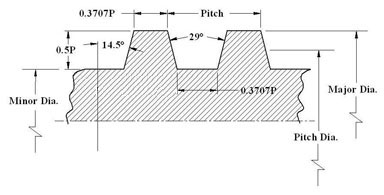 0.3707P
Pitch
0.5P
14.5°
29°
0.3707P
Minor Dia.
Major Dia.
Pitch Dia.